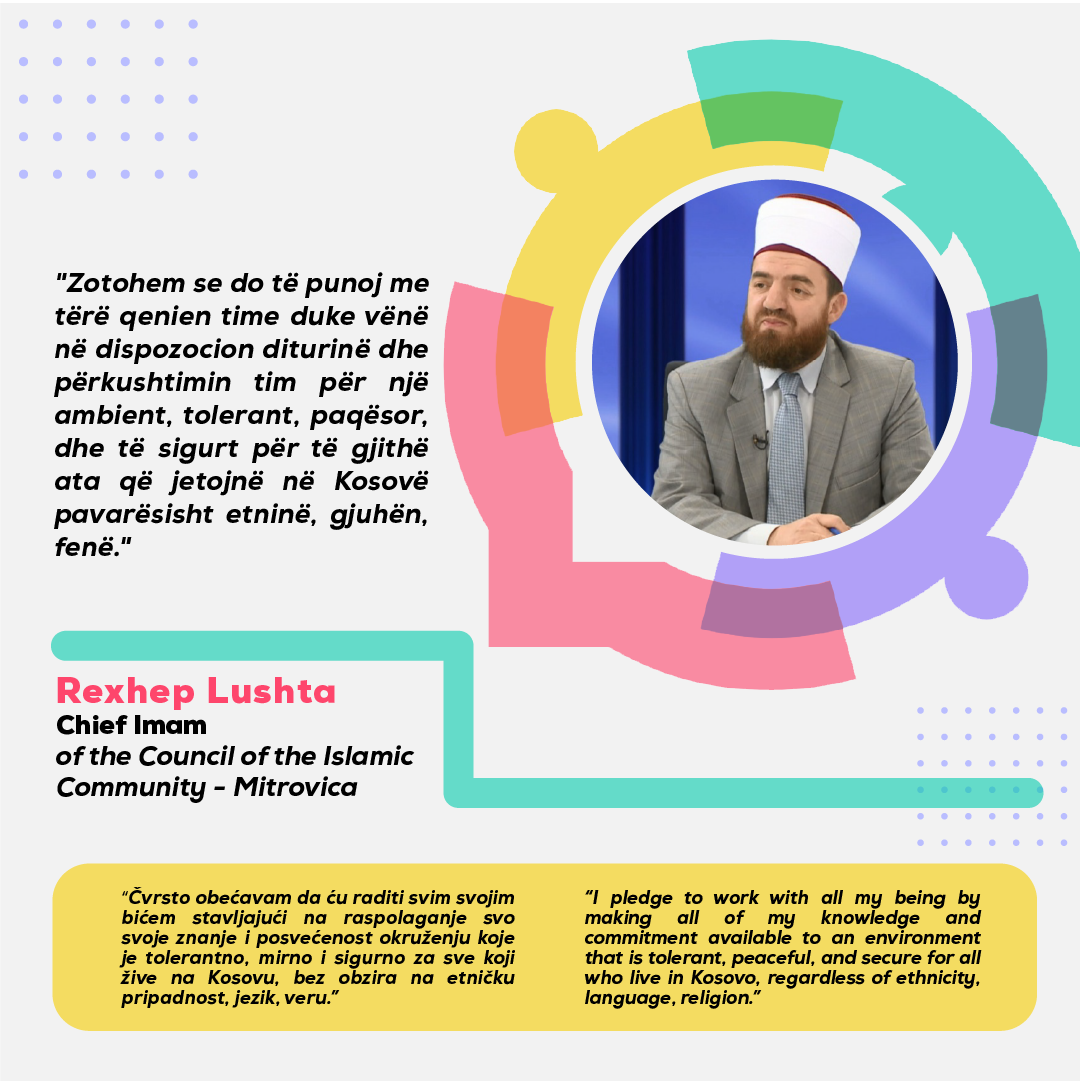 "Zotohem se do të punoj me
tërë qenien time duke vënë
në dispozocion diturinë dhe
përkushtimin tim për një
ambient, tolerant, paqësor,
dhe të sigurt për të gjithë
ata që jetojnë në Kosovë
pavarësisht etninë, gjuhën,
fenë."
Rexhep Lushta
Chief Imam
of the Council of the Islamic
Community - Mitrovica
“Čvrsto obećavam da ću raditi svim svojim
bićem stavljajući na raspolaganje svo
svoje znanje i posvećenost okruženju koje
je tolerantno, mirno i sigurno za sve koji
žive na Kosovu, bez obzira na etničku
pripadnost, jezik, veru.”
“I pledge to work with all my being by
making all of my knowledge and
commitment available to an environment
that is tolerant, peaceful, and secure for all
who live in Kosovo, regardless of ethnicity,
language, religion.”